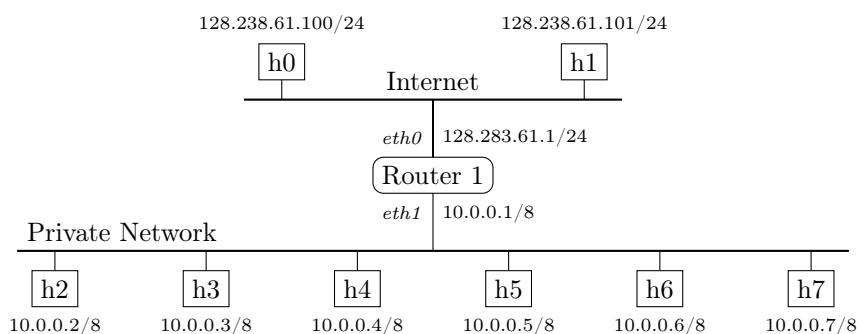 128.238.61.100/24 128.238.61.101/24
h0 h1
Internet
eth0 128.283.61.1/24
Router 1
eth1 10.0.0.1/8
Private Network
h2 h3 h4 h5 h6 h7
10.0.0.2/8 10.0.0.3/8 10.0.0.4/8 10.0.0.5/8 10.0.0.6/8 10.0.0.7/8